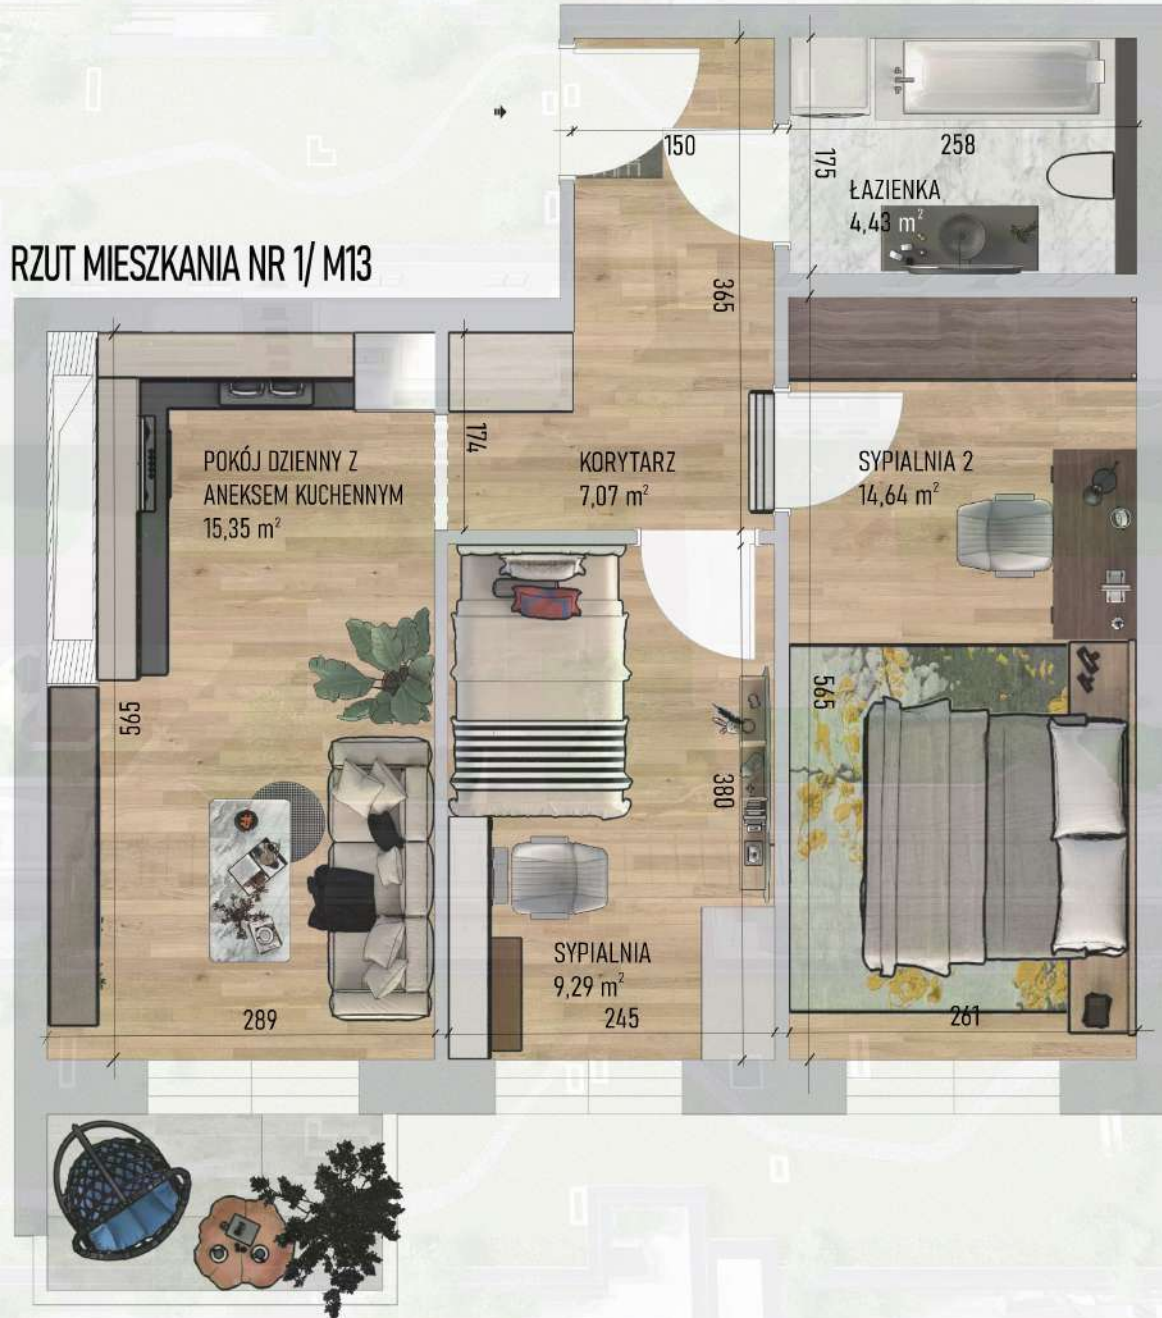 150
258
175
ŁAZIENKA
4,43 m²
RZUT MIESZKANIA NR 1/ M13
365
174
POKÓJ DZIENNY Z
ANEKSEM KUCHENNYM
15,35 m²
KORYTARZ
7,07 m²
SYPIALNIA 2
14,64 m²
565
565
380
SYPIALNIA
9,29 m²
289
245
261